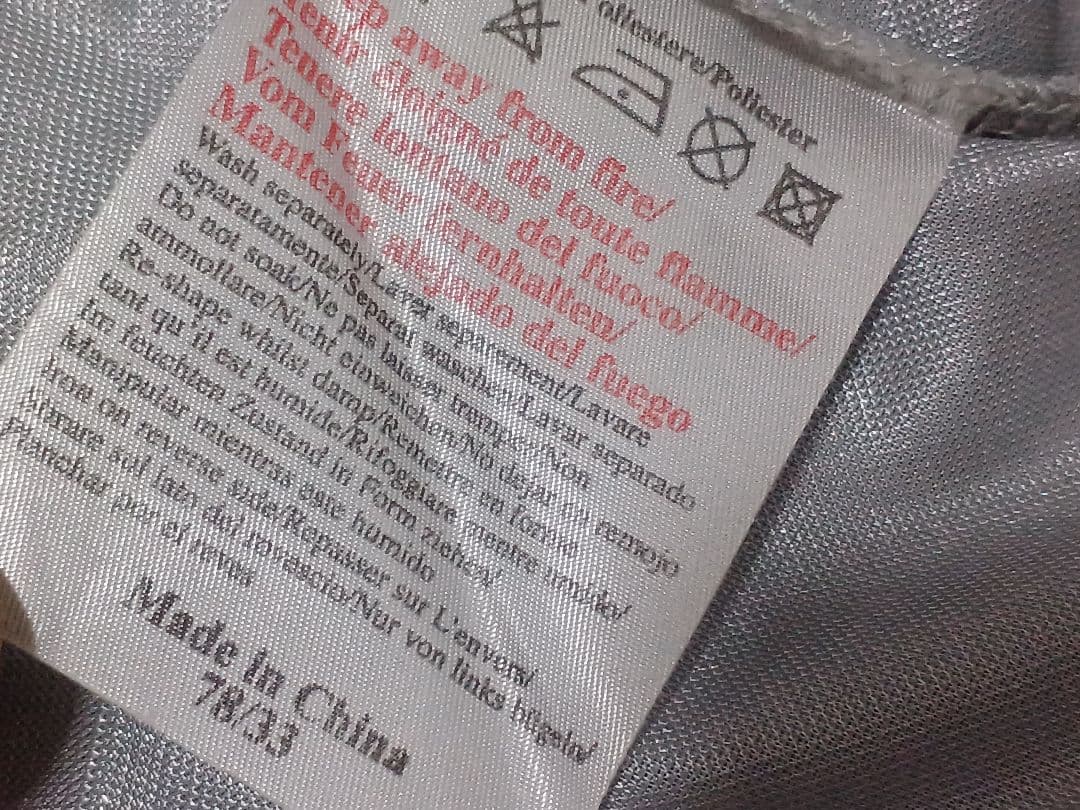 Poliestere/Poliester
away from fire/
Tenir éloigné de toute flamme/
Tenere lontano del fuoco/
Vom Feuer fernhalten/
Mantener alejado del fuego
Wash separately/Laver separement/Lavare
separatamente/Separat waschen/Lavar separado
Do not soak/Ne pas laisser tremper/Non
ammollare/Nicht einweichen/No dejar en remojo
Re-shape whilst damp/Remettre en forme
tant qu'il est humide/Rifoggiare mentre umido/
Im feuchten Zustand in Form ziehen/
Manipular mientras este humido
Iron on reverse side/Repasser sur L'envers/
Stirare sul lato dal rovescio/Nur von links bügeln/
Planchar por el reves
Made in China
78/33